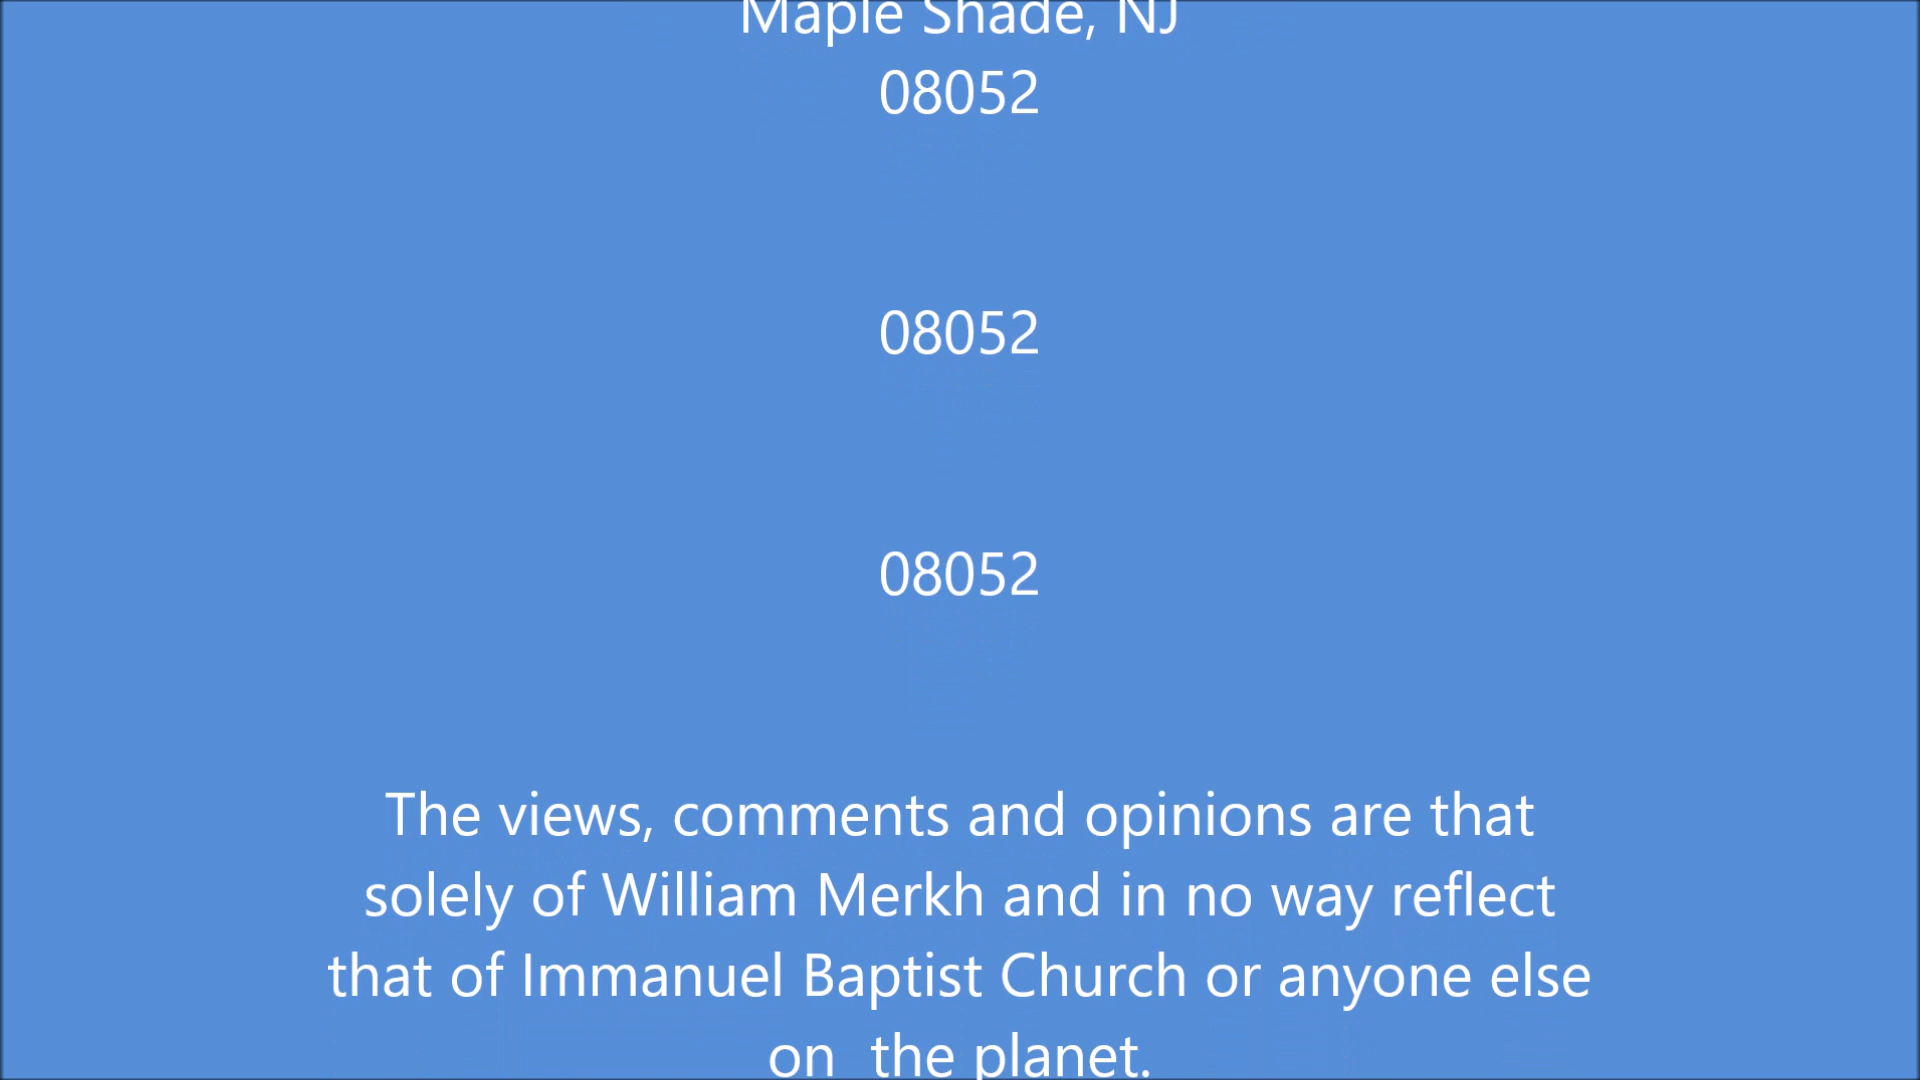 Maple Shade, NJ
08052
08052
08052
The views, comments and opinions are that
solely of William Merkh and in no way reflect
that of Immanuel Baptist Church or anyone else
on  the planet.